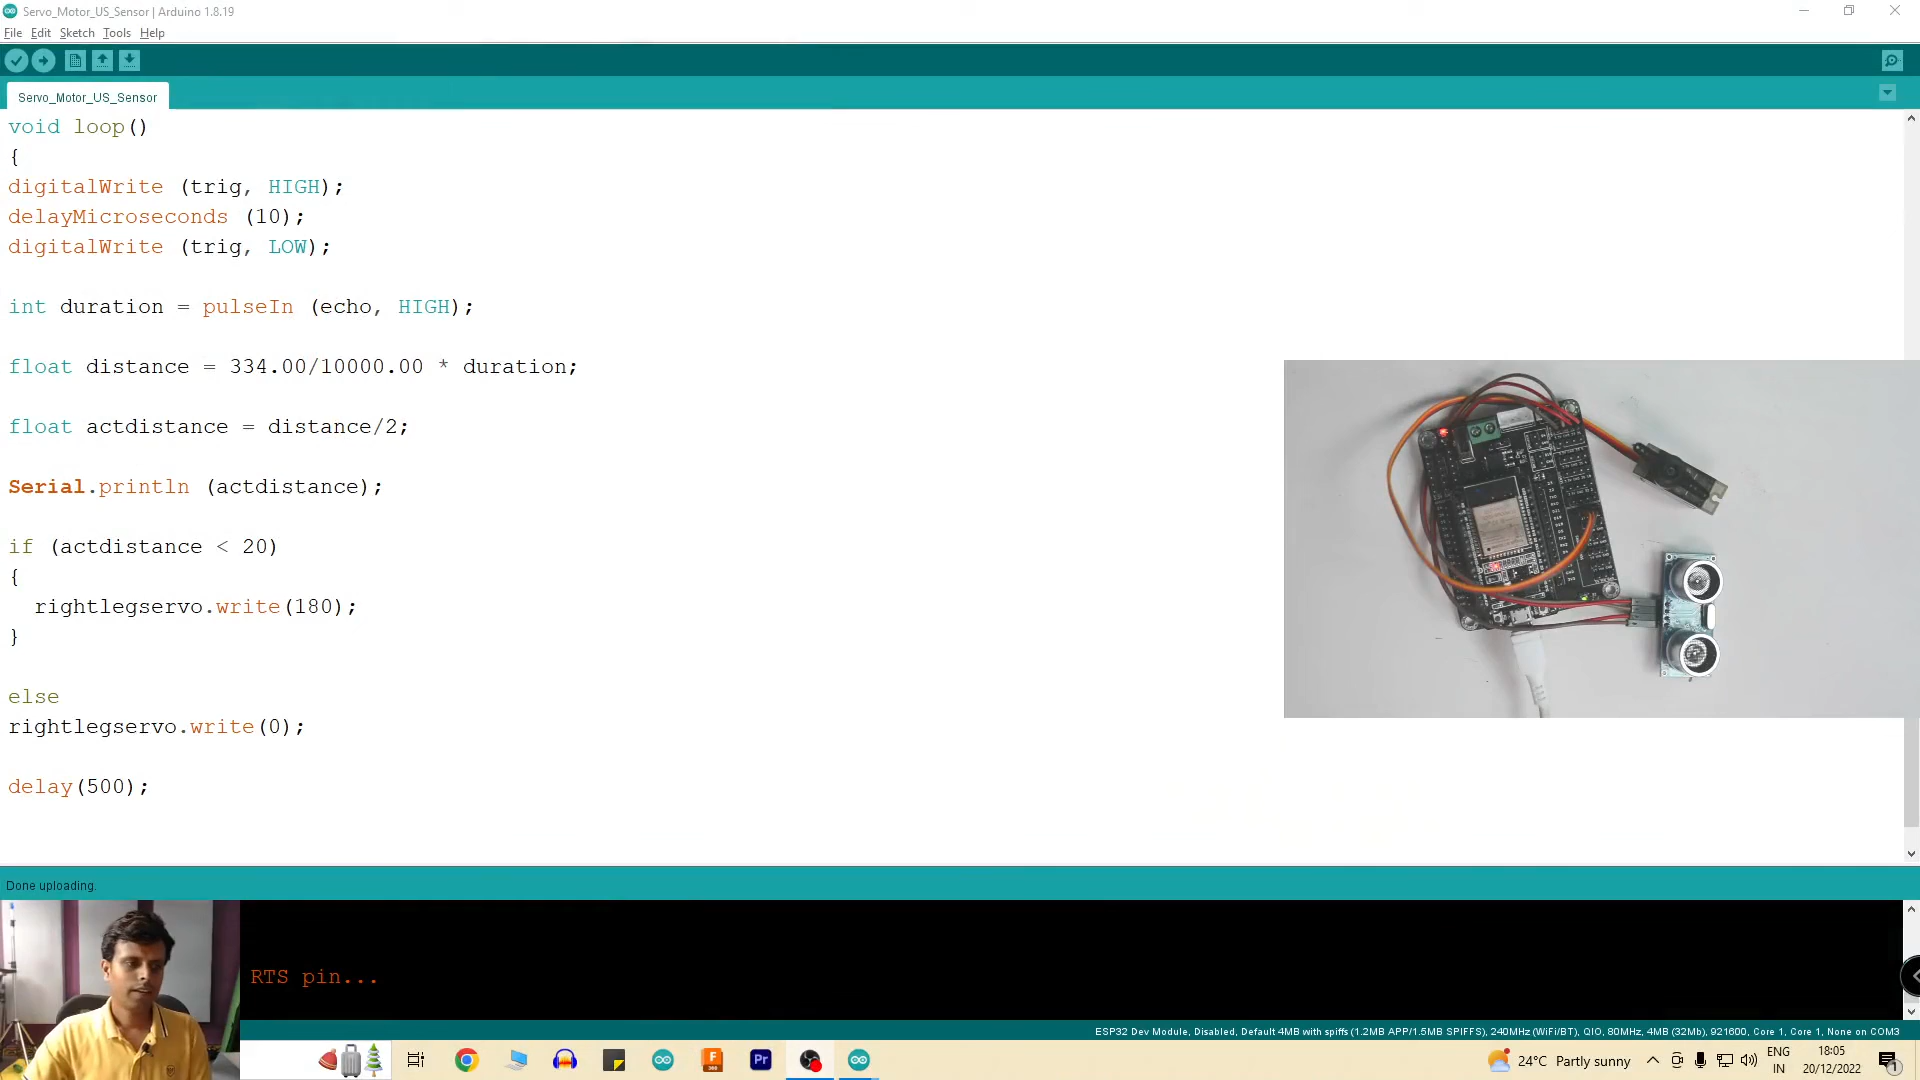 Servo_Motor_US_Sensor | Arduino 1.8.19
File Edit Sketch Tools Help
Servo_Motor_US_Sensor
void loop()
{
digitalWrite (trig, HIGH);
delayMicroseconds (10);
digitalWrite (trig, LOW);
int duration = pulseIn (echo, HIGH);
float distance = 334.00/10000.00 * duration;
float actdistance = distance/2;
Serial.println (actdistance);
if (actdistance < 20)
{
rightlegservo.write(180);
}
else
rightlegservo.write(0);
delay(500);
Done uploading.
RTS pin...
ESP32 Dev Module, Disabled, Default 4MB with spiffs (1.2MB APP/1.5MB SPIFFS), 240MHz (WiFi/BT), QIO, 80MHz, 4MB (32Mb), 921600, Core 1, Core 1, None on COM3
F
Pr
24°C Partly sunny
ENG
IN
18:05
20/12/2022
1